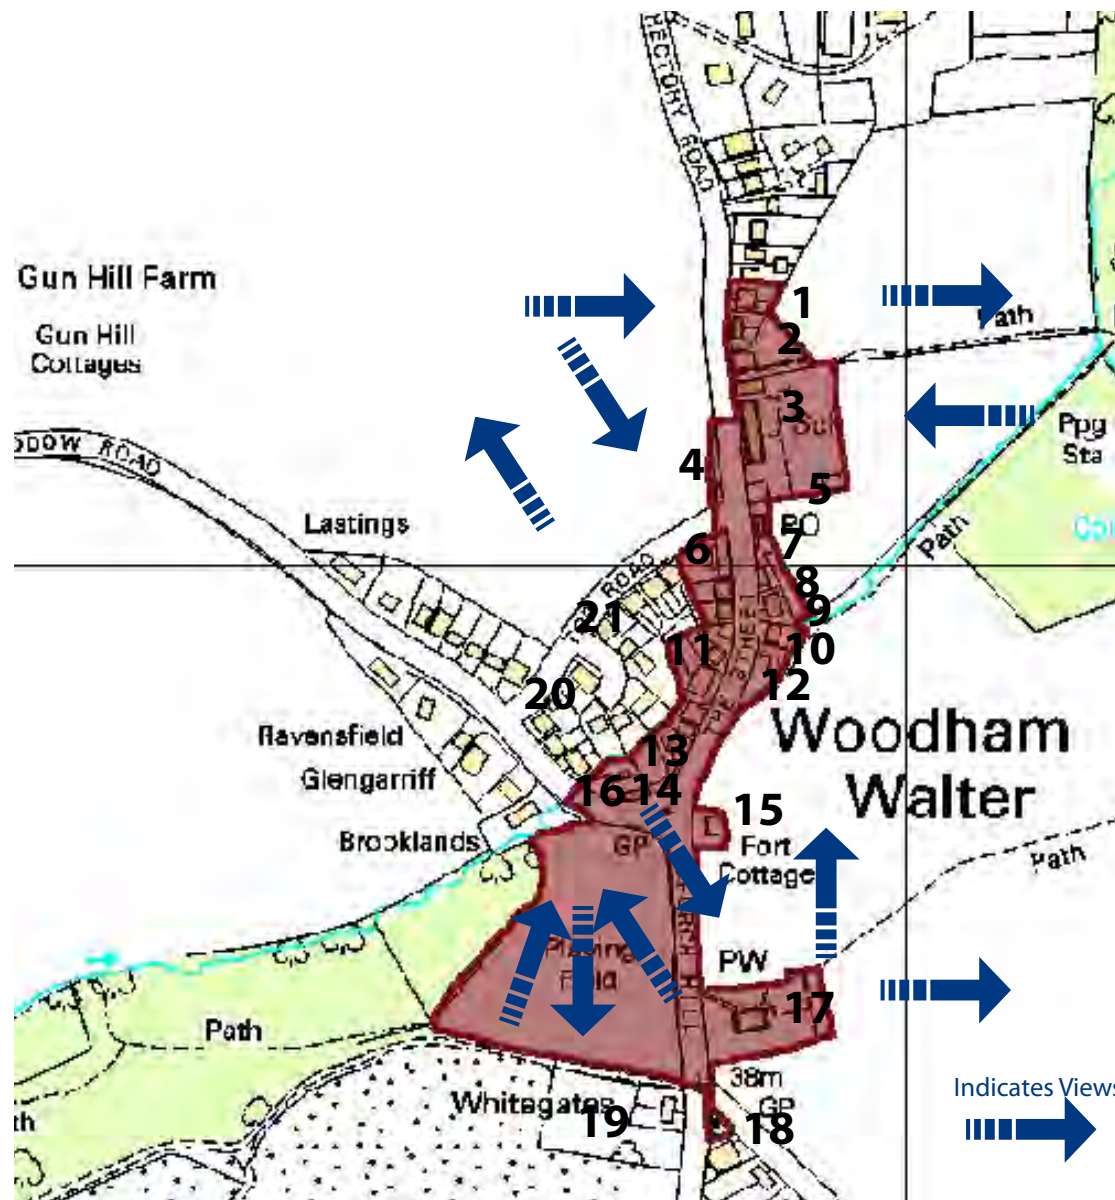 RECTORY ROAD
Gun Hill Farm
Gun Hill
Cottages
1
Path
2
3
4
Ppg
Sta
5
PO
Path
Lastings
6
7
ROAD
8
9
21
10
11
12
20
Woodham
Walter
Ravensfield
Glengarriff
13
16
14
15
Brooklands
GP
Fort
Cottage
Path
PW
Playing
Field
17
Path
Indicates Views
38m
GP
Whitegates
19
18
th